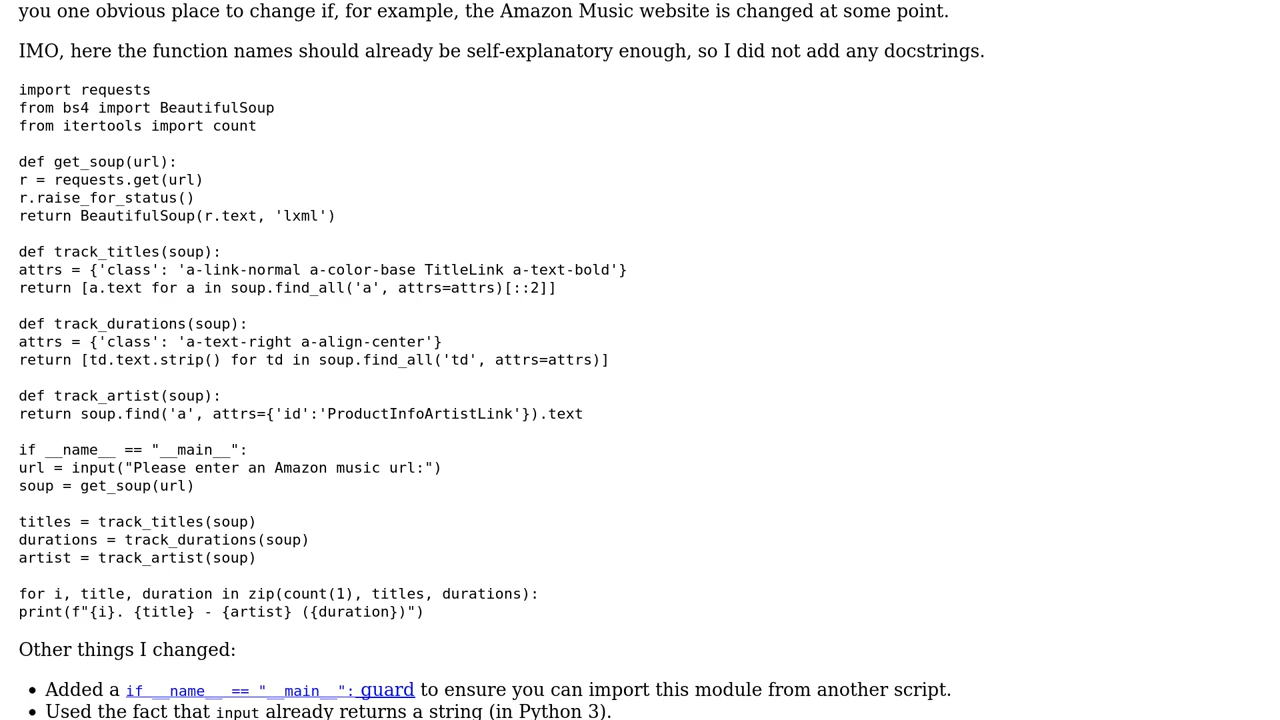 you one obvious place to change if, for example, the Amazon Music website is changed at some point.
IMO, here the function names should already be self-explanatory enough, so I did not add any docstrings.
import requests
from bs4 import BeautifulSoup
from itertools import count
def get_soup(url):
r = requests.get(url)
r.raise_for_status()
return BeautifulSoup(r.text, 'lxml')
def track_titles(soup):
attrs = {'class': 'a-link-normal a-color-base TitleLink a-text-bold'}
return [a.text for a in soup.find_all('a', attrs=attrs)[::2]]
def track_durations(soup):
attrs = {'class': 'a-text-right a-align-center'}
return [td.text.strip() for td in soup.find_all('td', attrs=attrs)]
def track_artist(soup):
return soup.find('a', attrs={'id':'ProductInfoArtistLink'}).text
if __name__ == "__main__":
url = input("Please enter an Amazon music url:")
soup = get_soup(url)
titles = track_titles(soup)
durations = track_durations(soup)
artist = track_artist(soup)
for i, title, duration in zip(count(1), titles, durations):
print(f"{i}. {title} - {artist} ({duration})")
Other things I changed:
• Added a if __name__ == "__main__": guard to ensure you can import this module from another script.
• Used the fact that input already returns a string (in Python 3).